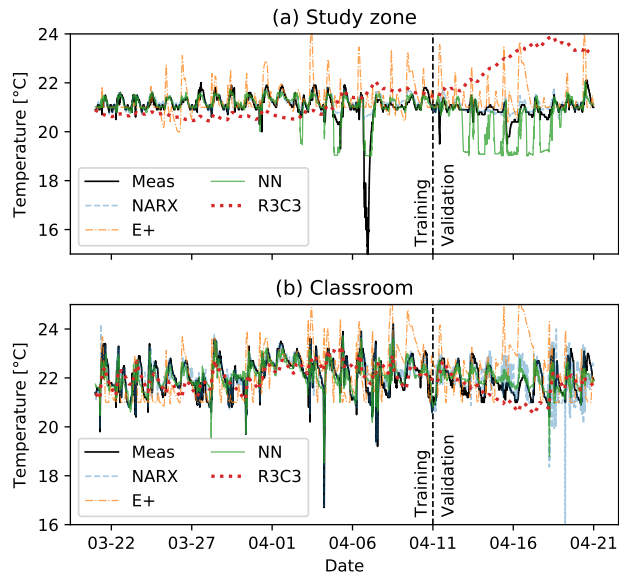 (a) Study zone
Temperature [°C]
24
22
20
18
16
Meas
NARX
E+
NN
R3C3
Training
Validation
(b) Classroom
Temperature [°C]
24
22
20
18
16
Meas
NARX
E+
NN
R3C3
Training
Validation
03-22 03-27 04-01 04-06 04-11 04-16 04-21
Date